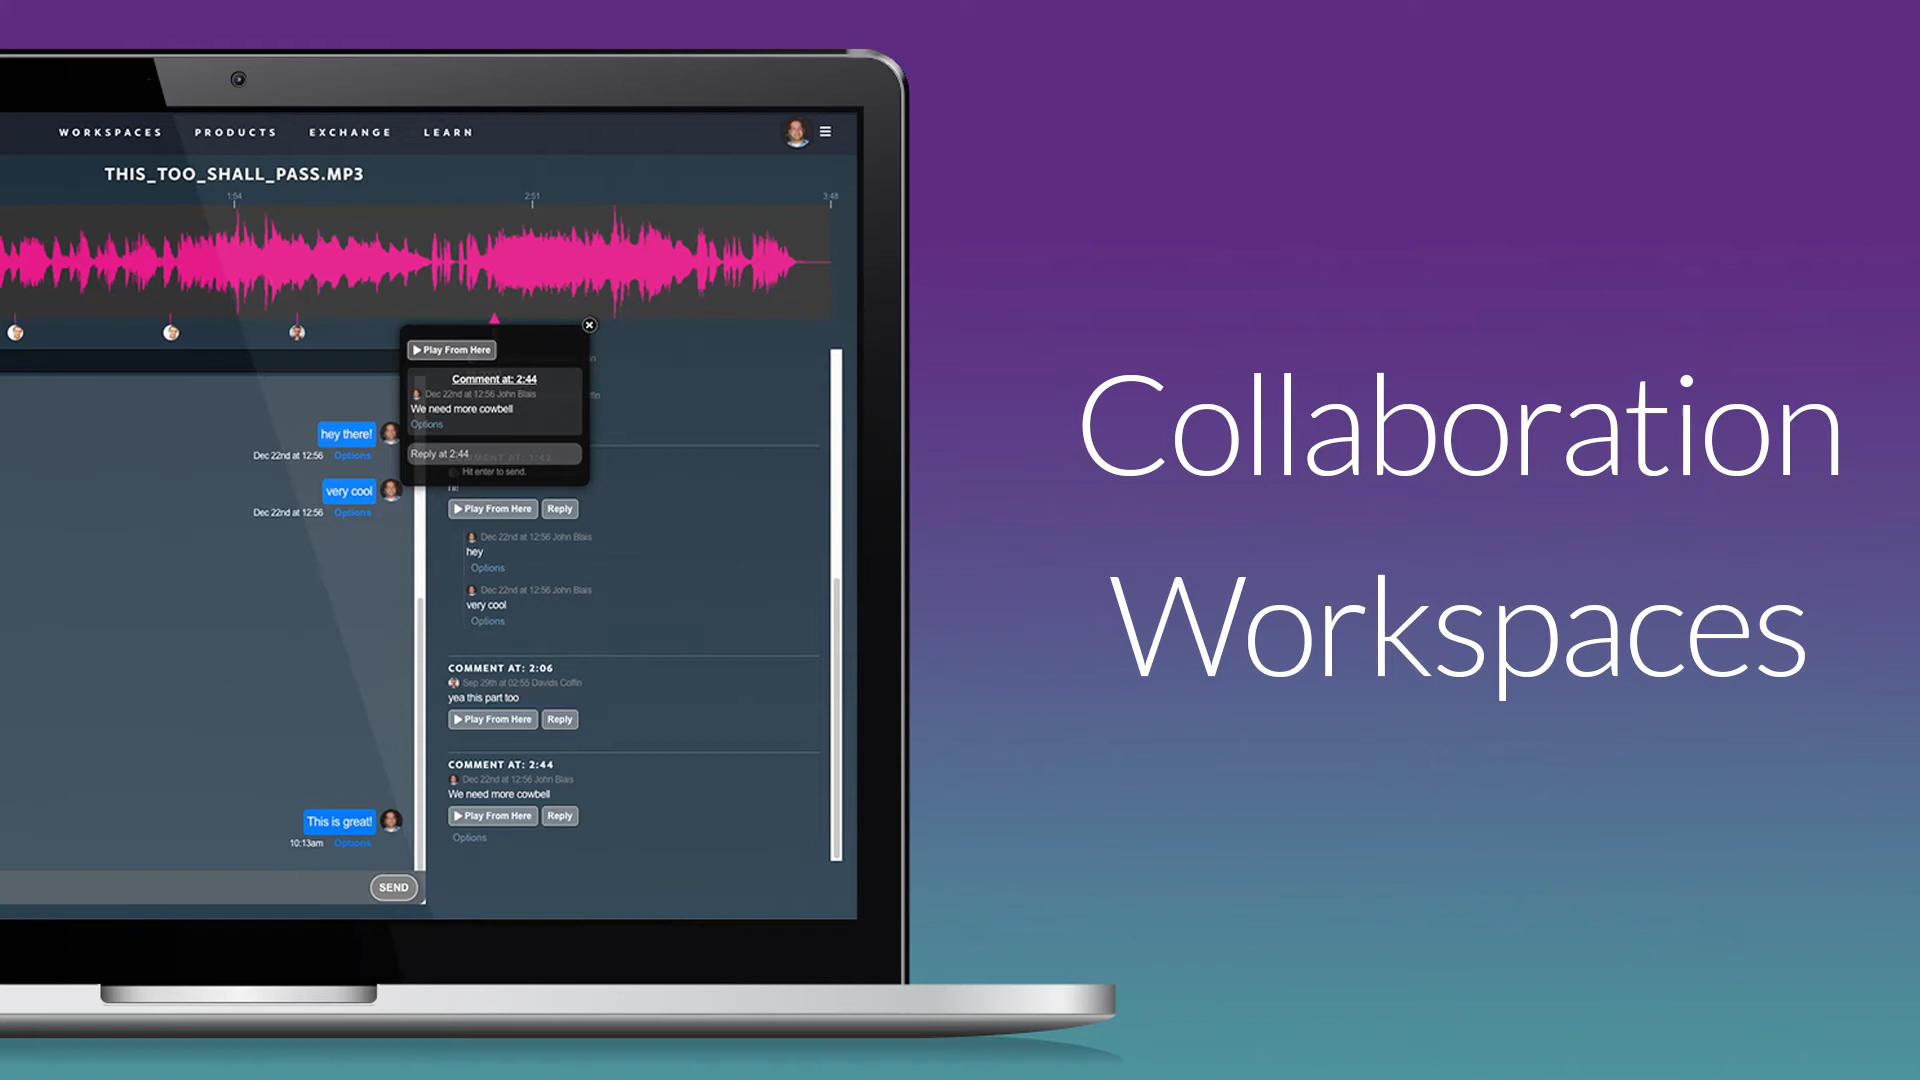 WORKSPACES PRODUCTS EXCHANGE LEARN
THIS_TOO_SHALL_PASS.MP3
1:54 2:51 3:48
Play From Here
Comment at: 2:44
Dec 22nd at 12:56 John Blais
We need more cowbell
Options
Reply at 2:44
Hit enter to send.
hey there!
Dec 22nd at 12:56 Options
very cool
Dec 22nd at 12:56 Options
This is great!
10:13am Options
SEND
Play From Here Reply
Dec 22nd at 12:56 John Blais
hey
Options
Dec 22nd at 12:56 John Blais
very cool
Options
COMMENT AT: 2:06
Sep 29th at 02:55 Davids Coffin
yea this part too
Play From Here Reply
COMMENT AT: 2:44
Dec 22nd at 12:56 John Blais
We need more cowbell
Play From Here Reply
Options
Collaboration
Workspaces